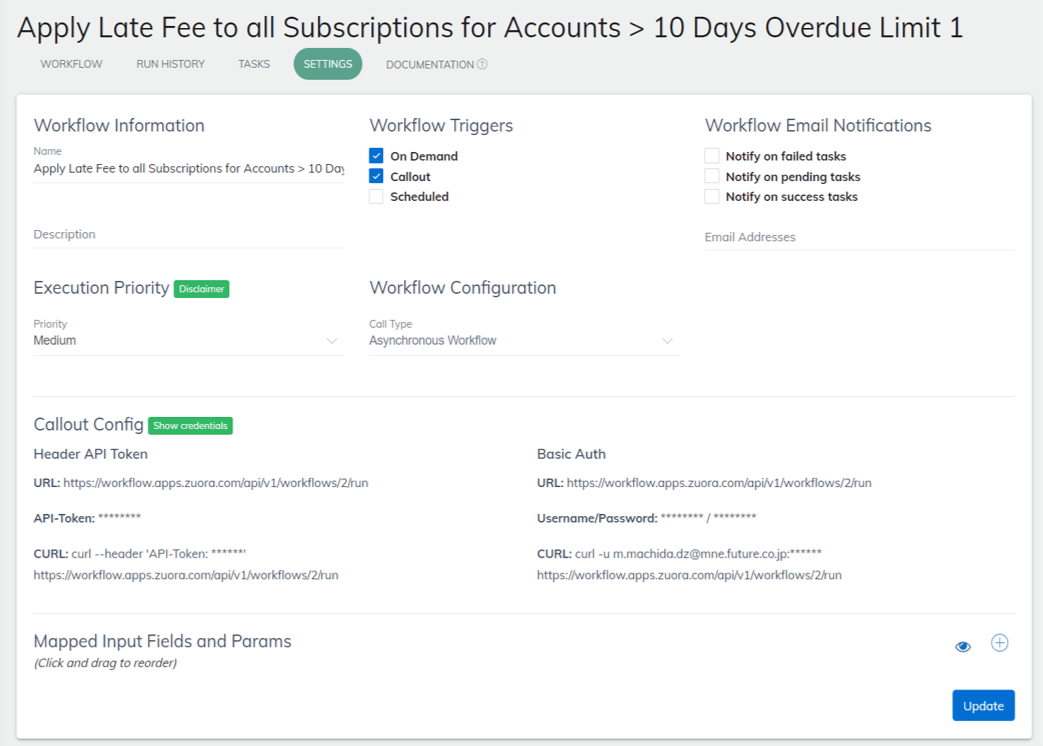 Apply Late Fee to all Subscriptions for Accounts > 10 Days Overdue Limit 1
WORKFLOW RUN HISTORY TASKS SETTINGS DOCUMENTATION ?
Workflow Information
Name
Apply Late Fee to all Subscriptions for Accounts > 10 Day
Description
Workflow Triggers
On Demand
Callout
Scheduled
Workflow Email Notifications
Notify on failed tasks
Notify on pending tasks
Notify on success tasks
Email Addresses
Execution Priority Disclaimer
Priority
Medium
Workflow Configuration
Call Type
Asynchronous Workflow
Callout Config Show credentials
Header API Token
URL: https://workflow.apps.zuora.com/api/v1/workflows/2/run
API-Token: ********
CURL: curl --header 'API-Token: ******'
https://workflow.apps.zuora.com/api/v1/workflows/2/run
Basic Auth
URL: https://workflow.apps.zuora.com/api/v1/workflows/2/run
Username/Password: ******** / ********
CURL: curl -u m.machida.dz@mne.future.co.jp:******
https://workflow.apps.zuora.com/api/v1/workflows/2/run
Mapped Input Fields and Params
(Click and drag to reorder)
Update